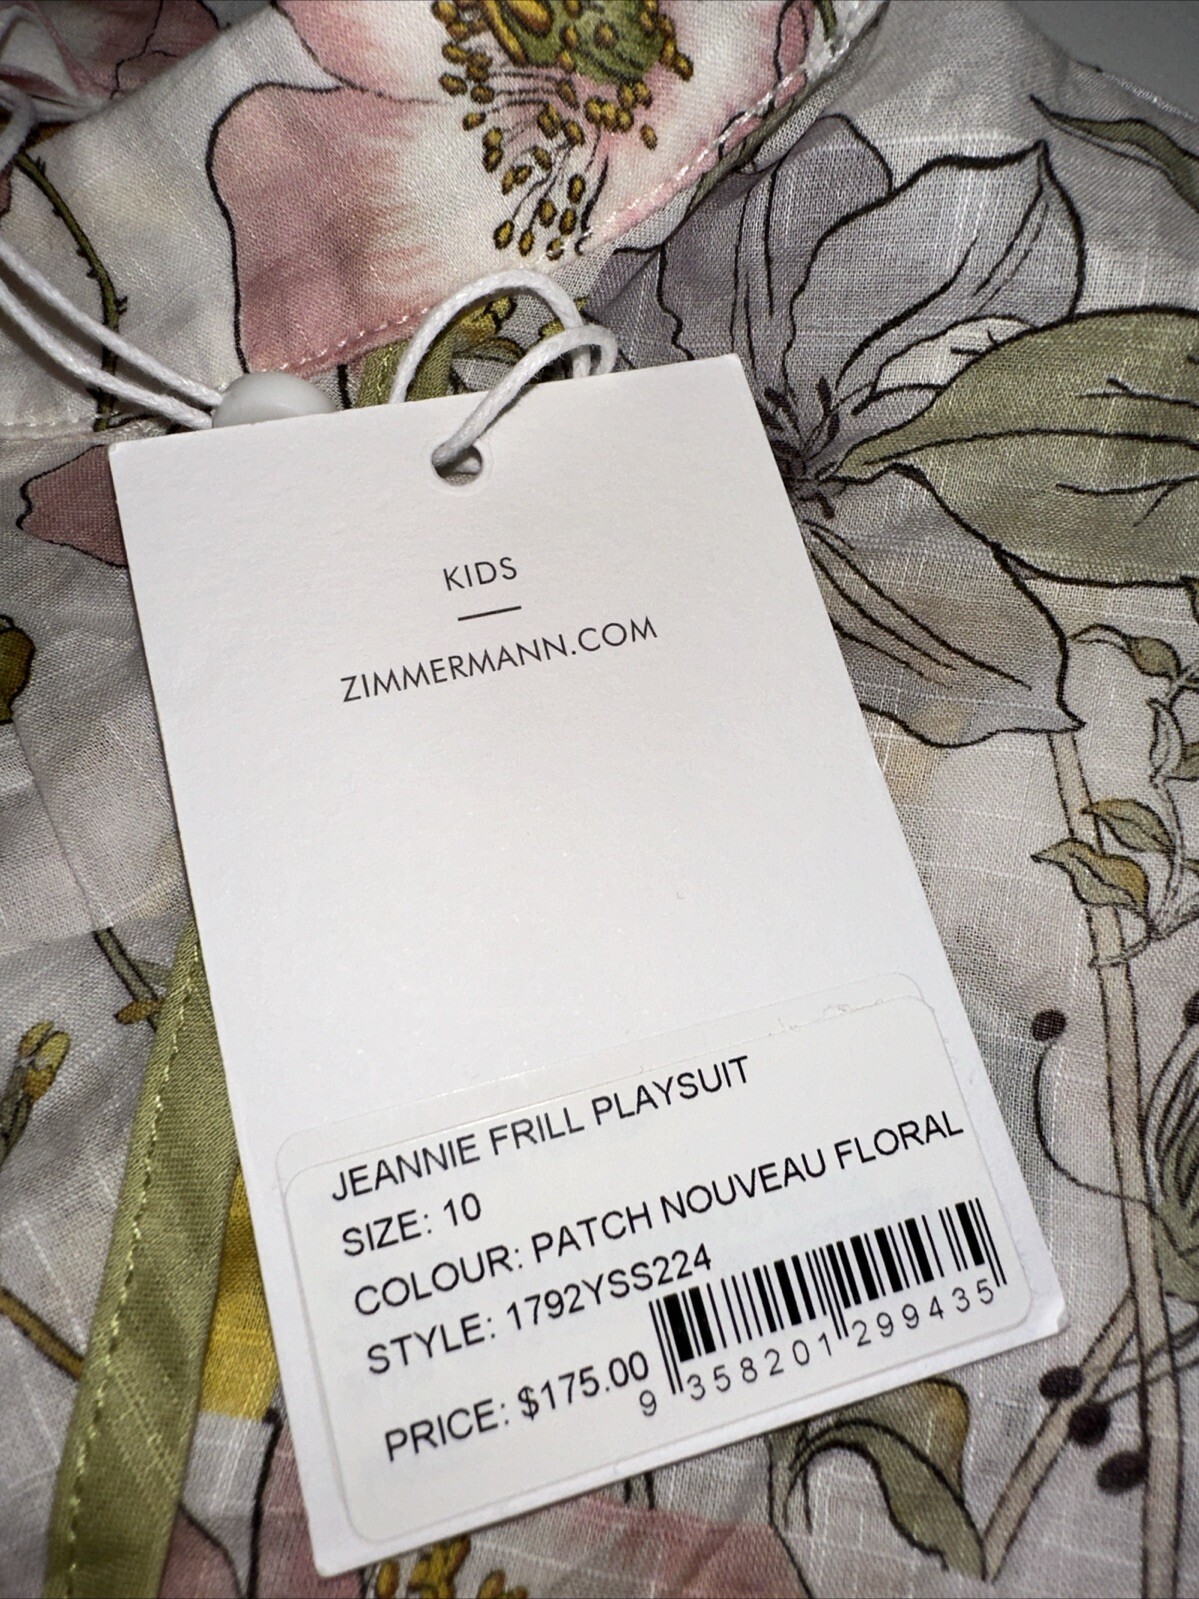 KIDS
ZIMMERMANN.COM
JEANNIE FRILL PLAYSUIT
SIZE: 10
COLOUR: PATCH NOUVEAU FLORAL
STYLE: 1792YSS224
PRICE: $175.00
9 358201 299435